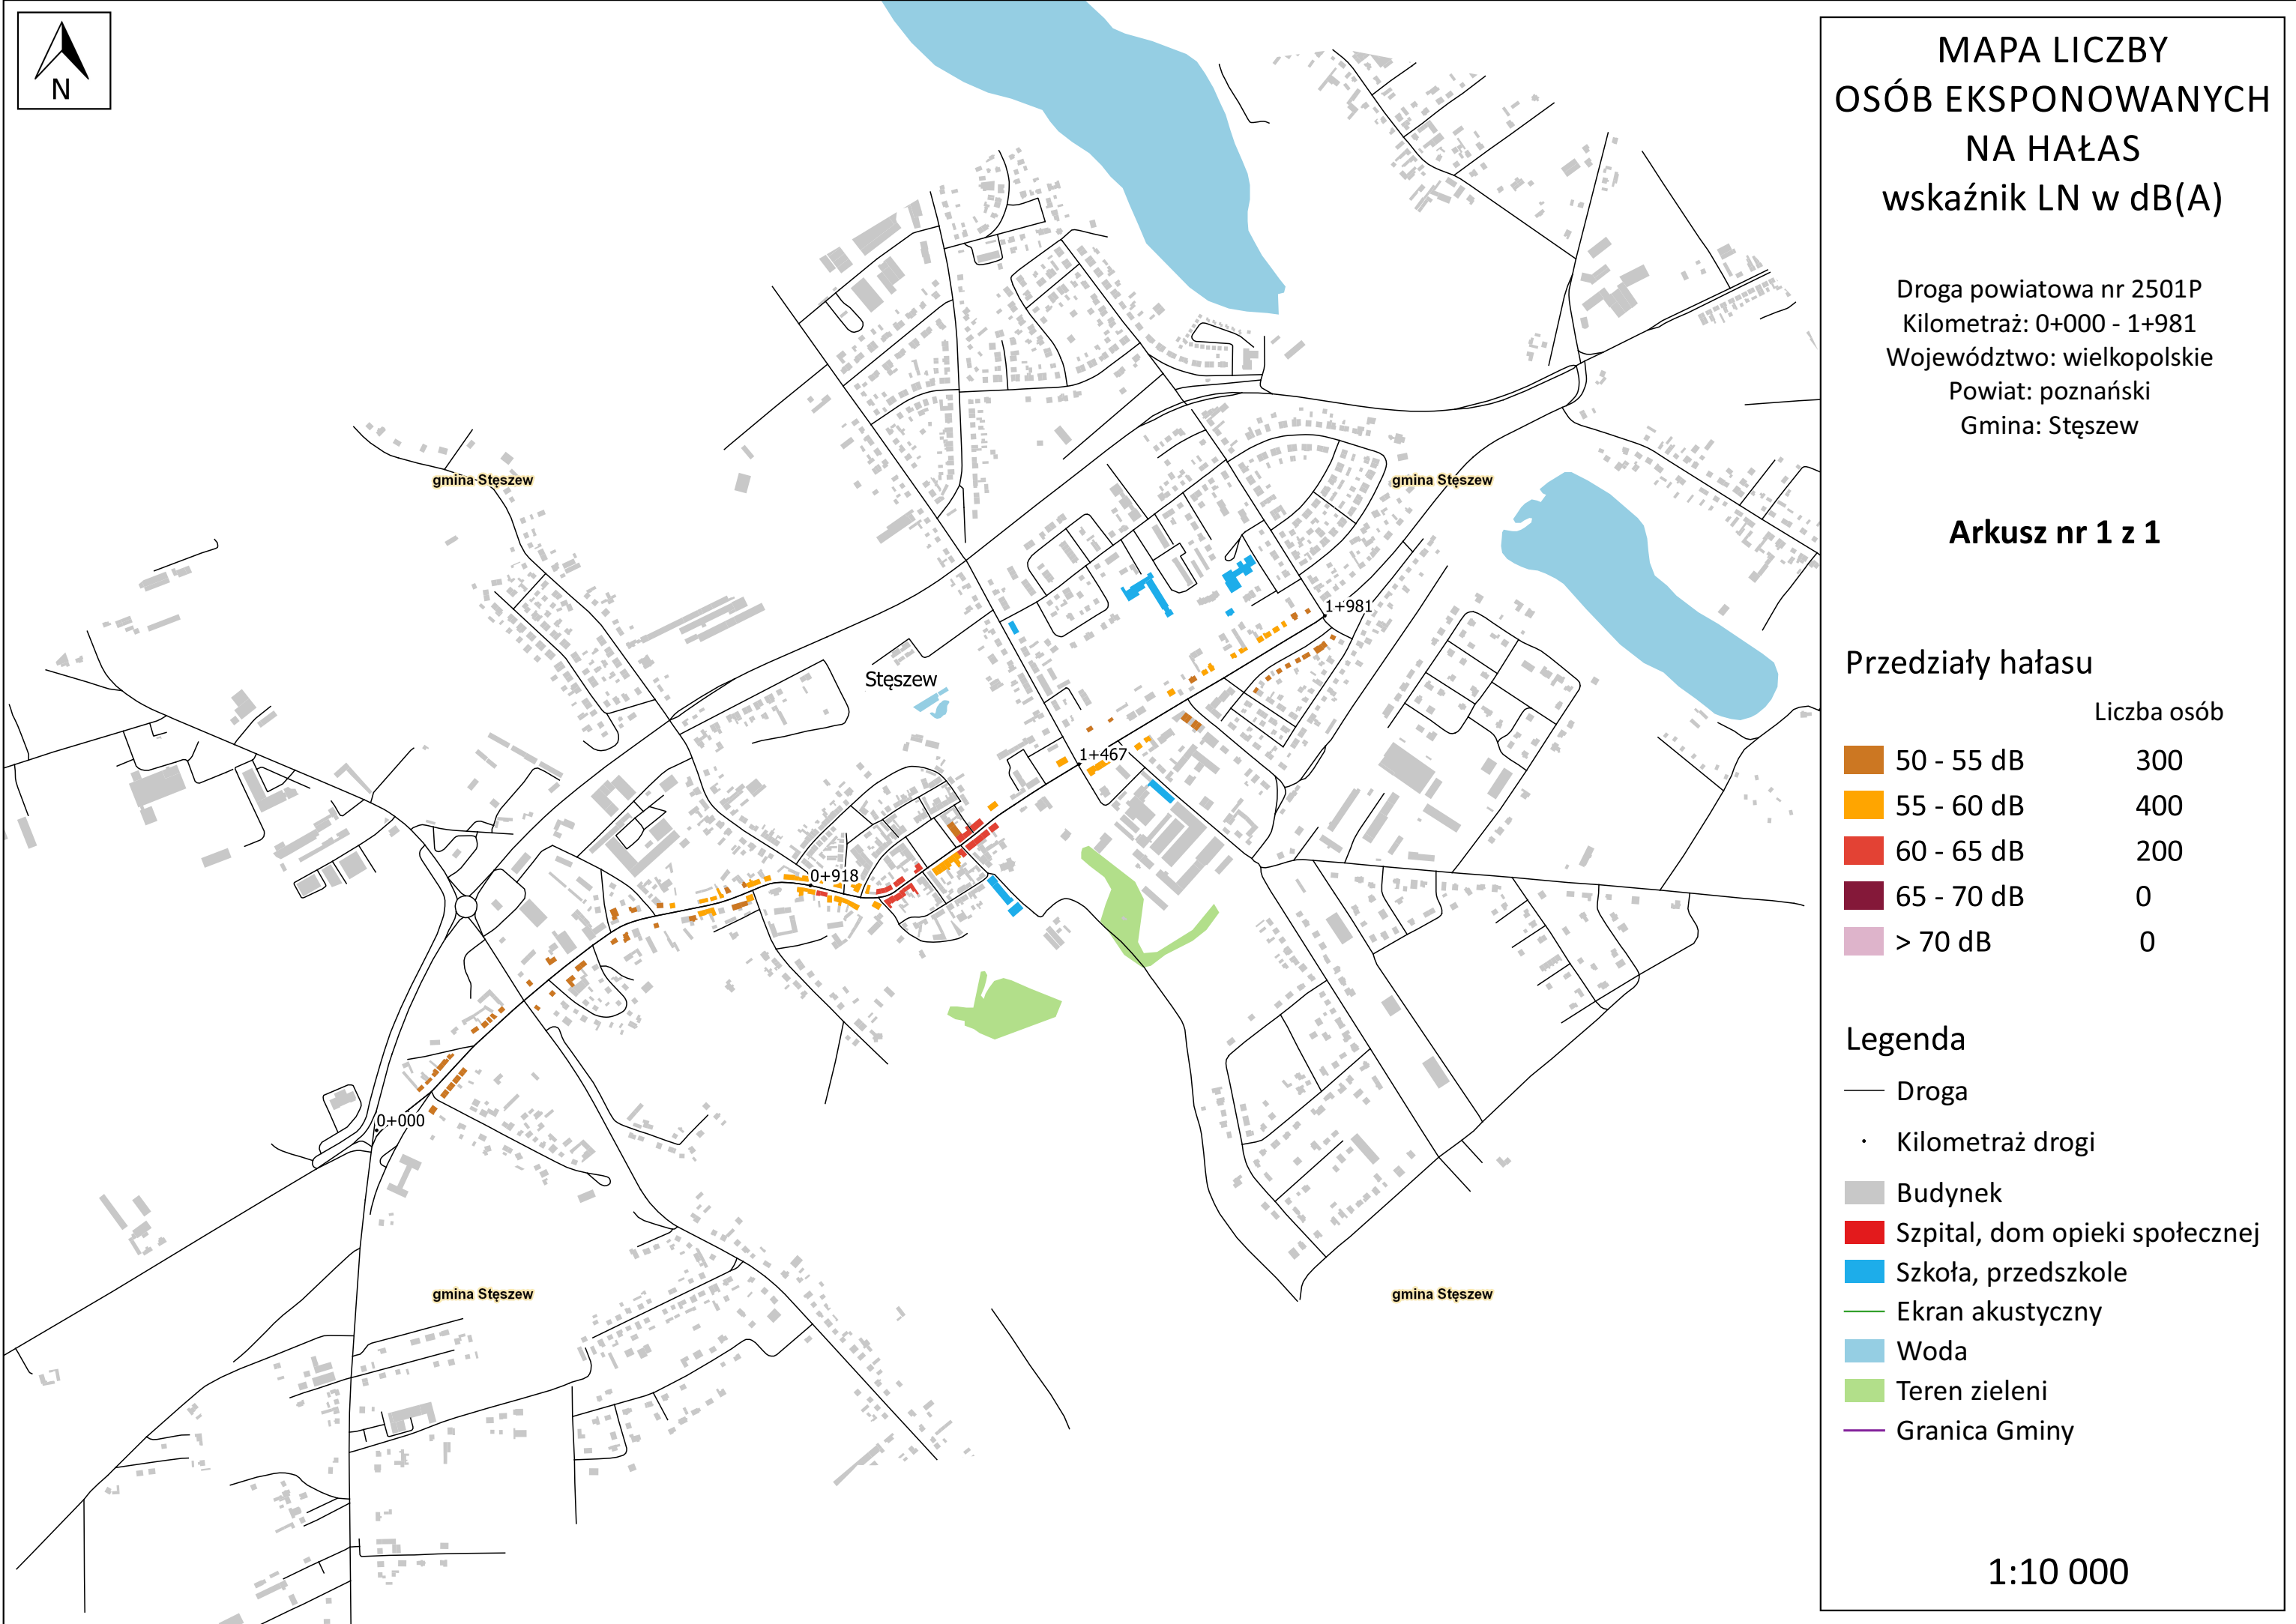 N
MAPA LICZBY
OSÓB EKSPONOWANYCH
NA HAŁAS
wskaźnik LN w dB(A)
Droga powiatowa nr 2501P
Kilometraż: 0+000 - 1+981
Województwo: wielkopolskie
Powiat: poznański
Gmina: Stęszew
Arkusz nr 1 z 1
Przedziały hałasu
Liczba osób
50 - 55 dB 300
55 - 60 dB 400
60 - 65 dB 200
65 - 70 dB 0
> 70 dB 0
Legenda
Droga
Kilometraż drogi
Budynek
Szpital, dom opieki społecznej
Szkoła, przedszkole
Ekran akustyczny
Woda
Teren zieleni
Granica Gminy
1:10 000
gmina Stęszew
gmina Stęszew
1+981
Stęszew
1+467
0+918
0+000
gmina Stęszew
gmina Stęszew